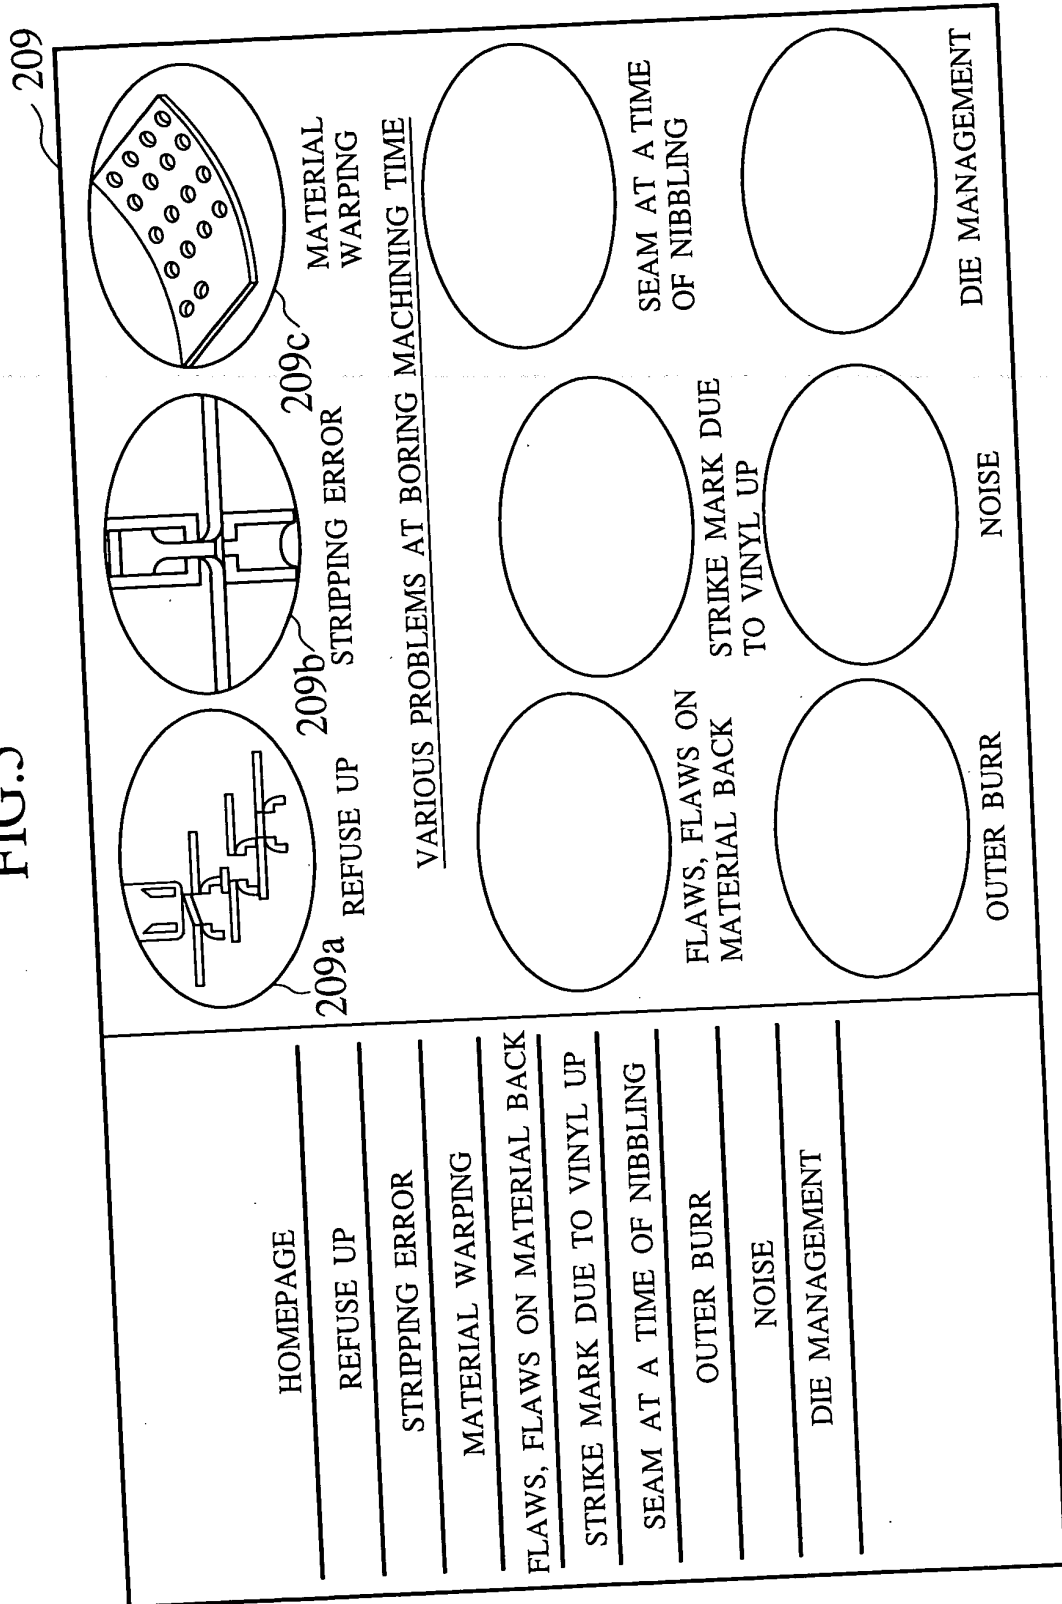 FIG.
209
HOMEPAGE
REFUSE UP
STRIPPING ERROR
MATERIAL WARPING
FLAWS, FLAWS ON MATERIAL BACK
STRIKE MARK DUE TO VINYL UP
SEAM AT A TIME OF NIBBLING
OUTER BURR
NOISE
DIE MANAGEMENT
209a
REFUSE UP
209b
STRIPPING ERROR
209c
MATERIAL
WARPING
VARIOUS PROBLEMS AT BORING MACHINING TIME
FLAWS, FLAWS ON
MATERIAL BACK
STRIKE MARK DUE
TO VINYL UP
SEAM AT A TIME
OF NIBBLING
OUTER BURR
NOISE
DIE MANAGEMENT